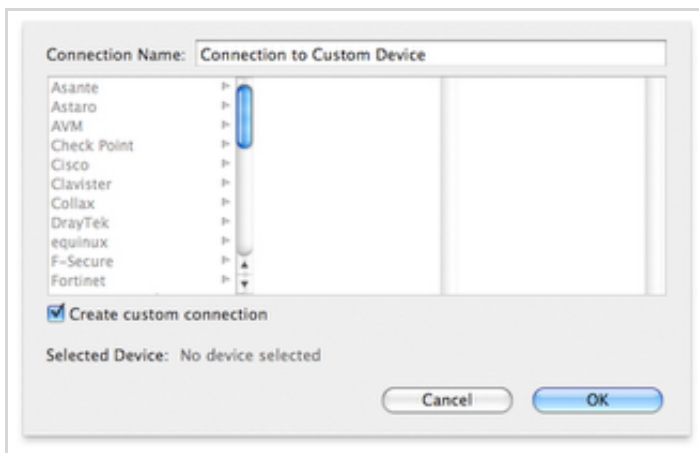 Connection Name: Connection to Custom Device
Asante
Astaro
AVM
Check Point
Cisco
Clavister
Collax
DrayTek
equinux
F-Secure
Fortinet
Create custom connection
Selected Device: No device selected
Cancel OK